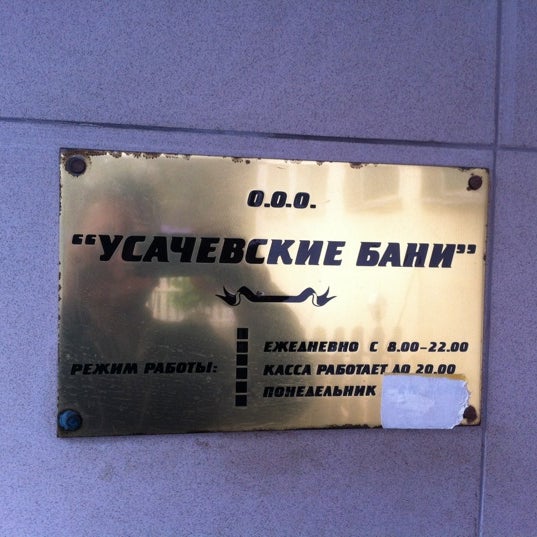 О.О.О.
“УСАЧЕВСКИЕ БАНИ”
ЕЖЕДНЕВНО С 8.00-22.00
РЕЖИМ РАБОТЫ: КАССА РАБОТАЕТ ДО 20.00
ПОНЕДЕЛЬНИК